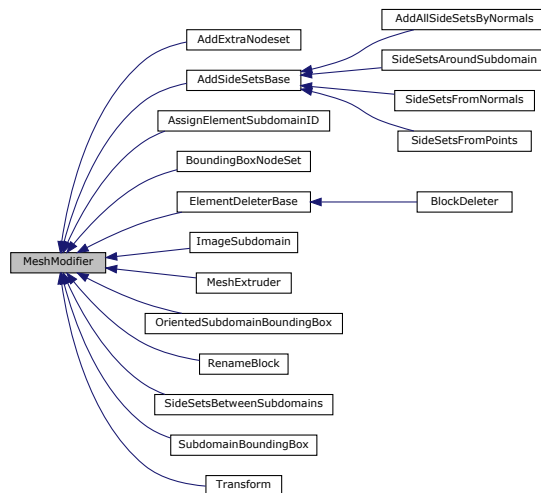 AddAllSideSetsByNormals
AddExtraNodeset
SideSetsAroundSubdomain
AddSideSetsBase
SideSetsFromNormals
AssignElementSubdomainID
SideSetsFromPoints
BoundingBoxNodeSet
ElementDeleterBase
BlockDeleter
ImageSubdomain
MeshModifier
MeshExtruder
OrientedSubdomainBoundingBox
RenameBlock
SideSetsBetweenSubdomains
SubdomainBoundingBox
Transform